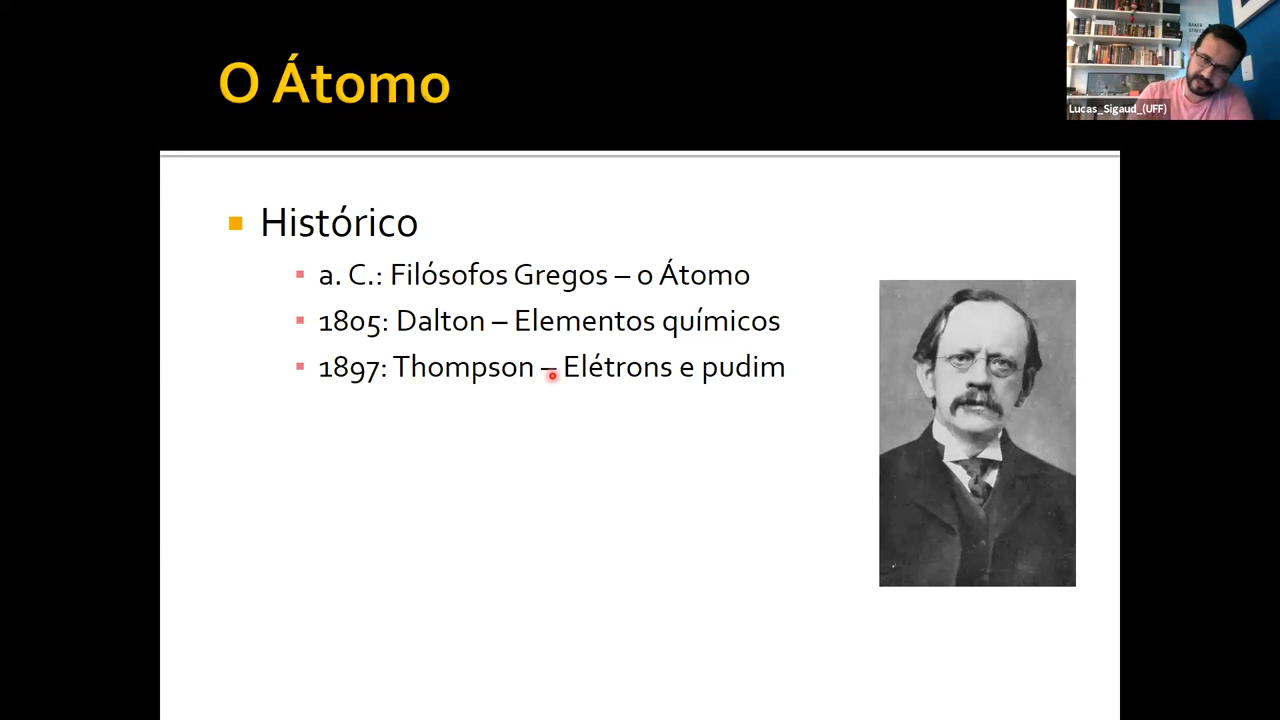 O Átomo
Lucas_Sigaud_(UFF)
Histórico
a. C.: Filósofos Gregos – o Átomo
1805: Dalton – Elementos químicos
1897: Thompson – Elétrons e pudim